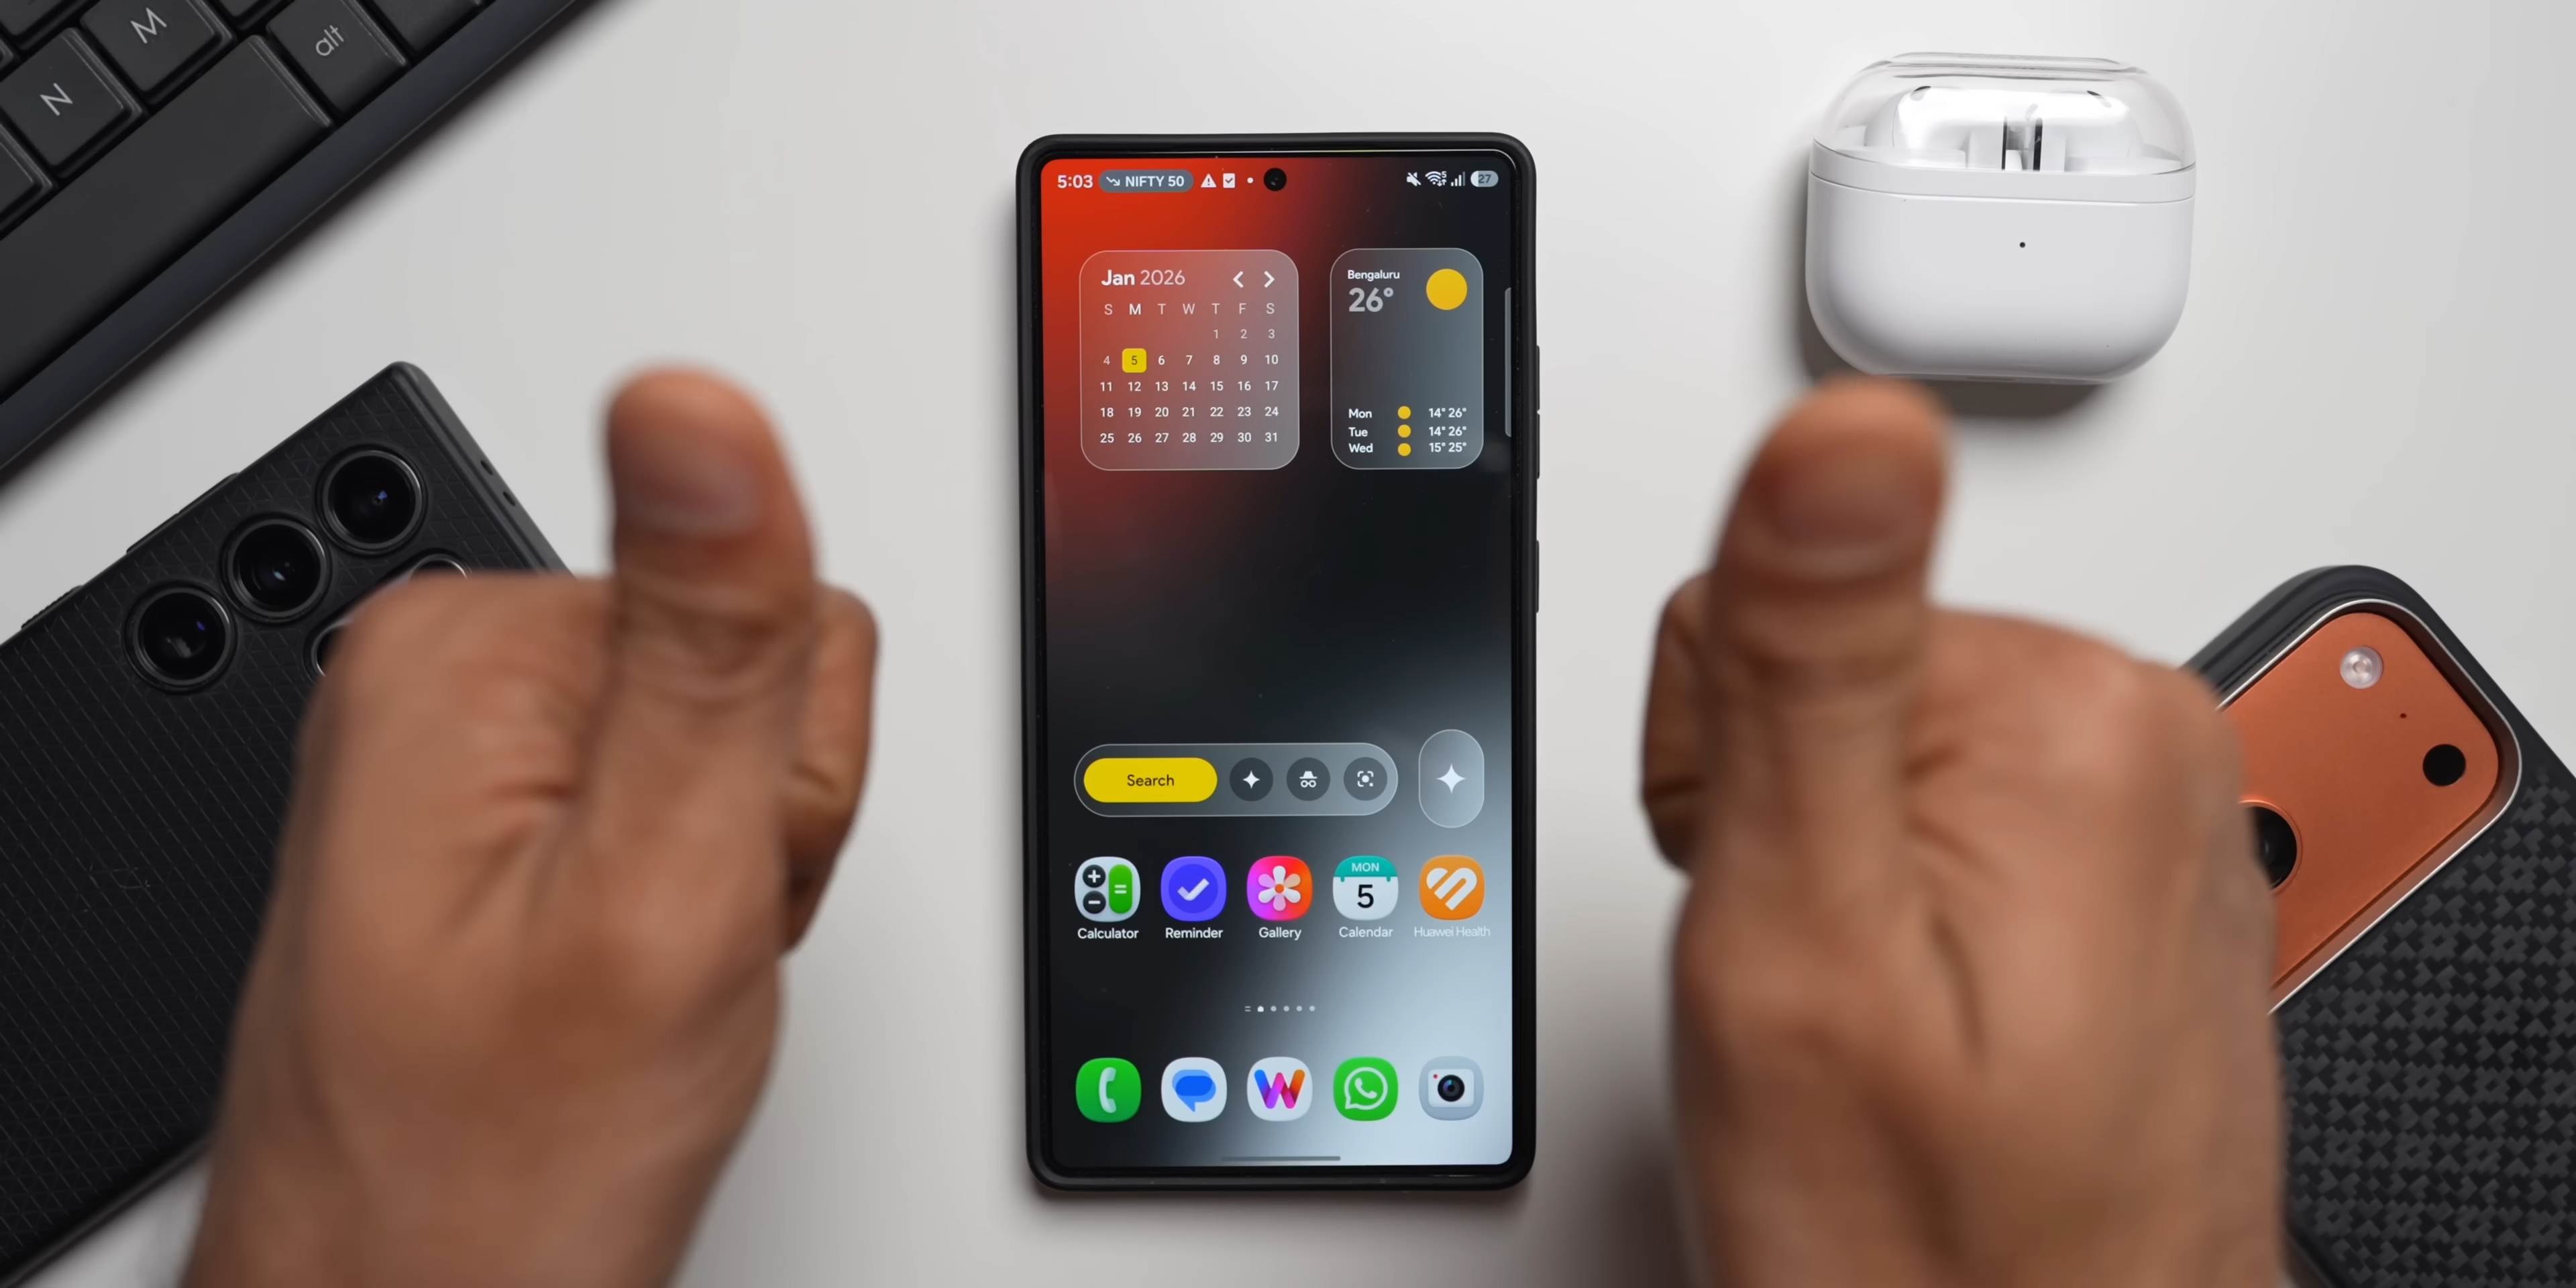 M
alt
N
5:03 NIFTY 50
27
Jan 2026
S M T W T F S
1 2 3
4 5 6 7 8 9 10
11 12 13 14 15 16 17
18 19 20 21 22 23 24
25 26 27 28 29 30 31
Bengaluru
26°
Mon 14° 26°
Tue 14° 26°
Wed 15° 25°
Search
MON
5
Calculator Reminder Gallery Calendar Huawei Health